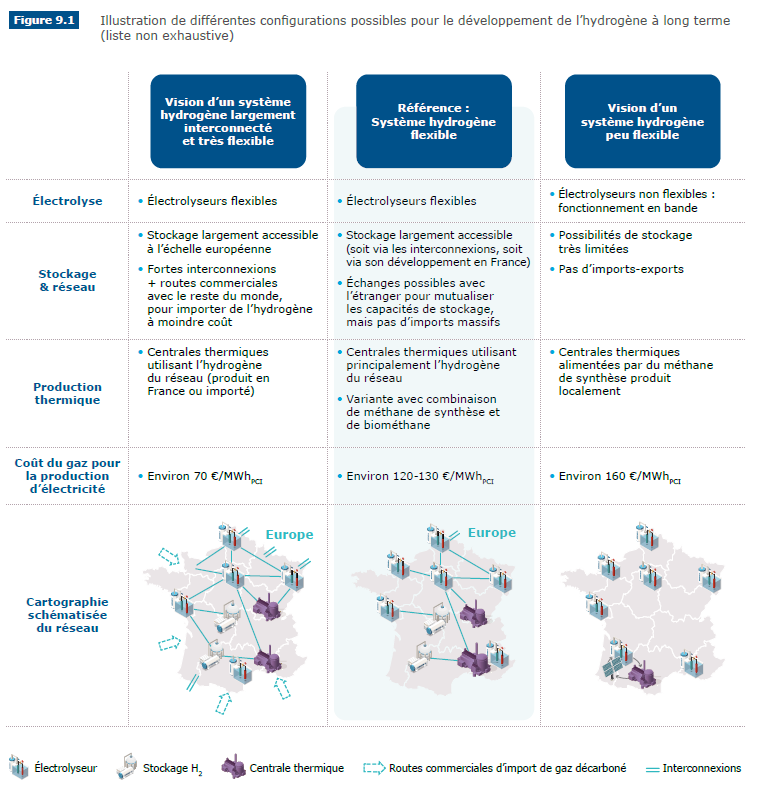 Figure 9.1
Illustration de différentes configurations possibles pour le développement de l'hydrogène à long terme
(liste non exhaustive)
Vision d'un système
hydrogène largement
interconnecté
et très flexible
Référence :
Système hydrogène
flexible
Vision d'un
système hydrogène
peu flexible
Électrolyse
• Électrolyseurs flexibles
• Électrolyseurs flexibles
• Électrolyseurs non flexibles :
fonctionnement en bande
Stockage
& réseau
• Stockage largement accessible
à l'échelle européenne
• Fortes interconnexions
+ routes commerciales
avec le reste du monde,
pour importer de l'hydrogène
à moindre coût
• Stockage largement accessible
(soit via les interconnexions, soit
via son développement en France)
• Échanges possibles avec
l'étranger pour mutualiser
les capacités de stockage,
mais pas d'imports massifs
• Possibilités de stockage
très limitées
• Pas d'imports-exports
Production
thermique
• Centrales thermiques
utilisant l'hydrogène
du réseau (produit en
France ou importé)
• Centrales thermiques utilisant
principalement l'hydrogène
du réseau
• Variante avec combinaison
de méthane de synthèse et
de biométhane
• Centrales thermiques
alimentées par du méthane
de synthèse produit
localement
Coût du gaz pour
la production
d'électricité
• Environ 70 €/MWhPCI
• Environ 120-130 €/MWhPCI
• Environ 160 €/MWhPCI
Cartographie
schématisée
du réseau
Europe
Europe
Électrolyseur
Stockage H2
Centrale thermique
Routes commerciales d'import de gaz décarboné
Interconnexions